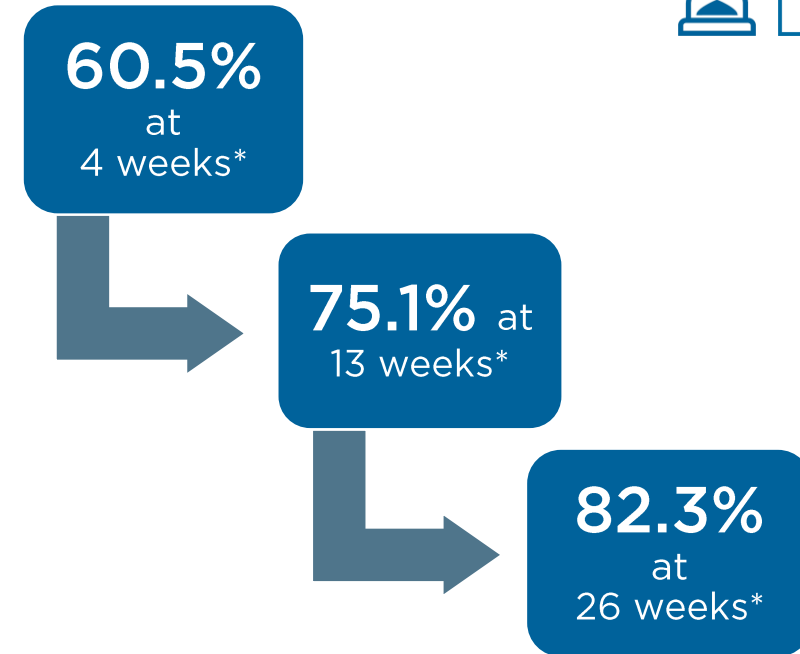 60.5%
at
4 weeks*
75.1% at
13 weeks*
82.3%
at
26 weeks*